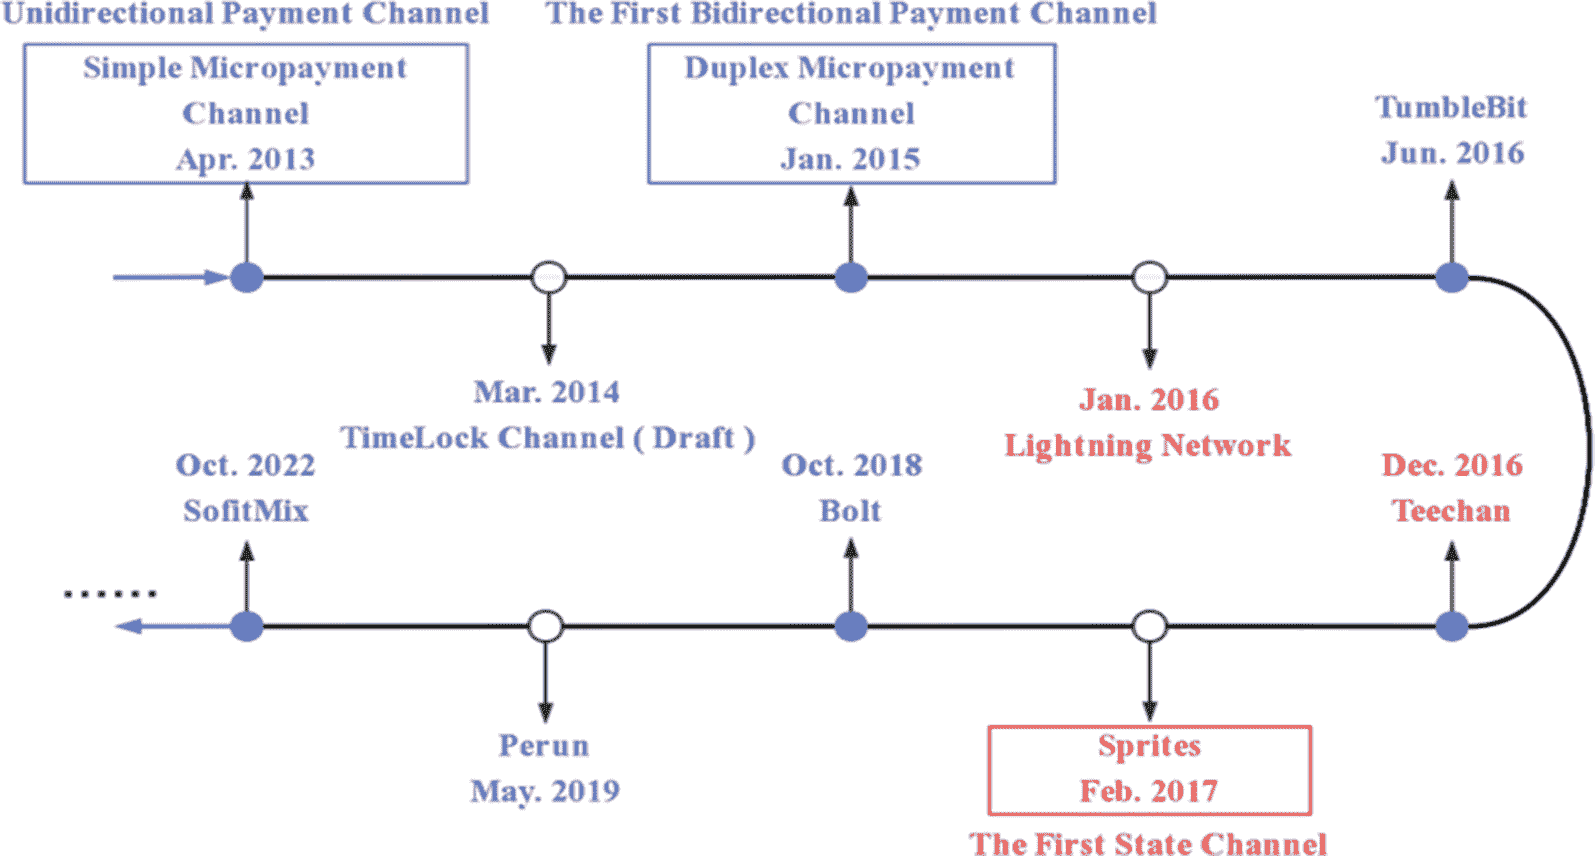 Unidirectional Payment Channel
Simple Micropayment
Channel
Apr. 2013
The First Bidirectional Payment Channel
Duplex Micropayment
Channel
Jan. 2015
TumbleBit
Jun. 2016
Mar. 2014
TimeLock Channel ( Draft )
Jan. 2016
Lightning Network
Dec. 2016
Teechan
Oct. 2018
Bolt
Oct. 2022
SofitMix
......
Perun
May. 2019
Sprites
Feb. 2017
The First State Channel